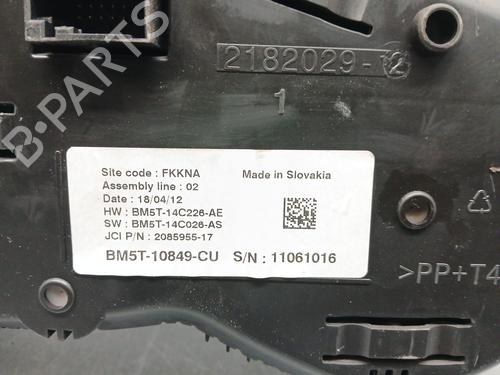 2182029-12
1
Site code : FKKNA
Made in Slovakia
Assembly line : 02
Date : 18/04/12
HW : BM5T-14C226-AE
SW : BM5T-14C026-AS
JCI P/N : 2085955-17
BM5T-10849-CU S/N : 11061016
>PP+T4
B-PARTS